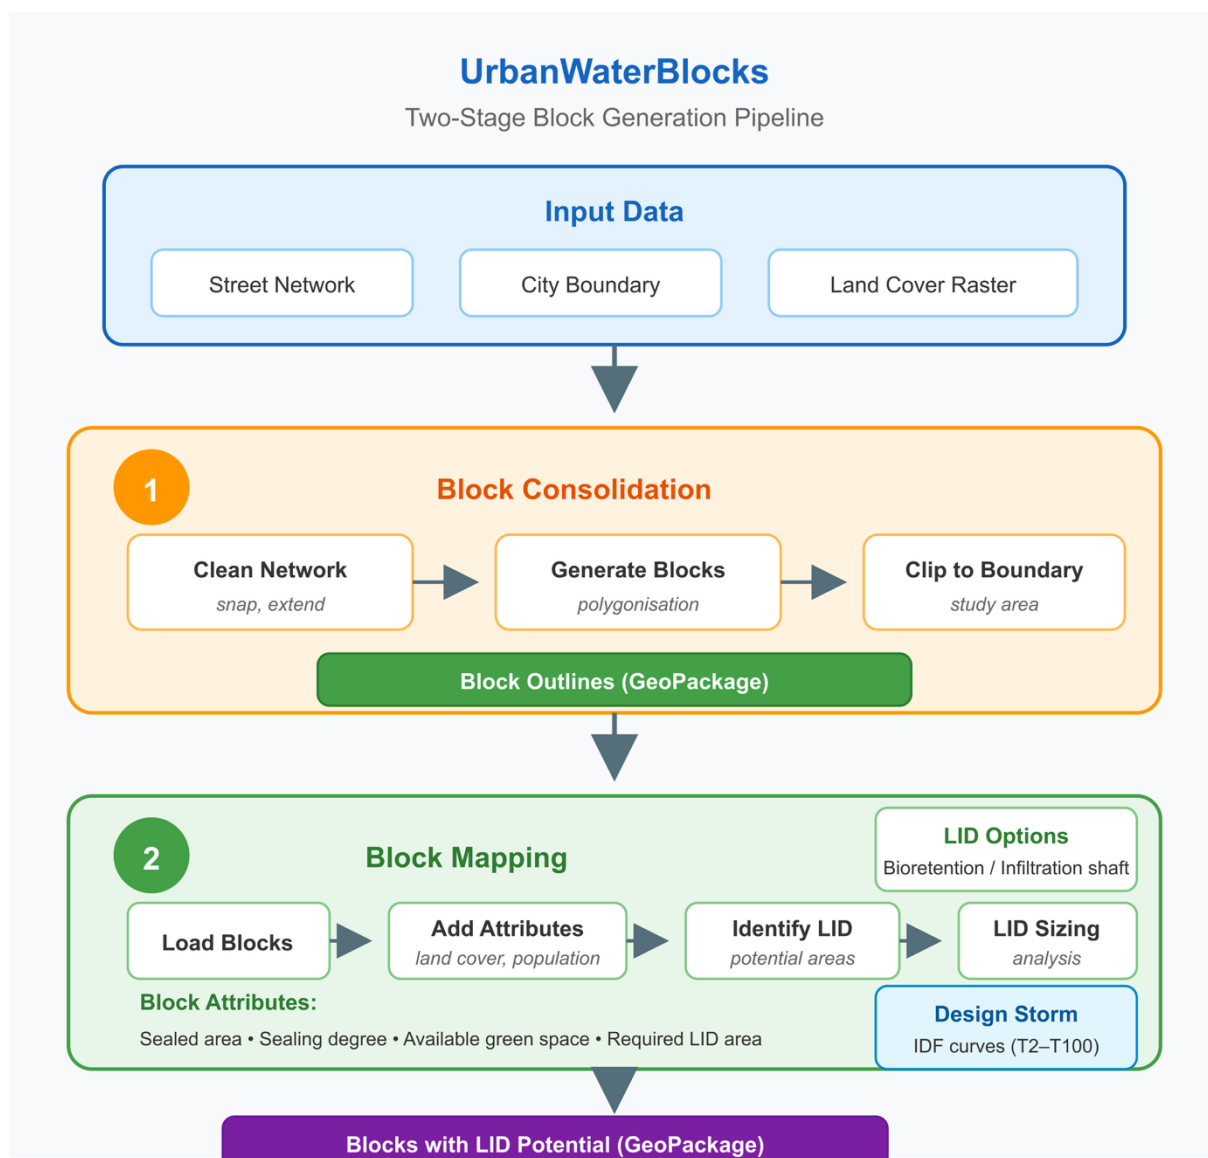 UrbanWaterBlocks
Two-Stage Block Generation Pipeline
Input Data
Street Network
City Boundary
Land Cover Raster
1
Block Consolidation
Clean Network
snap, extend
Generate Blocks
polygonisation
Clip to Boundary
study area
Block Outlines (GeoPackage)
2
Block Mapping
LID Options
Bioretention / Infiltration shaft
Load Blocks
Add Attributes
land cover, population
Identify LID
potential areas
LID Sizing
analysis
Block Attributes:
Sealed area • Sealing degree • Available green space • Required LID area
Design Storm
IDF curves (T2–T100)
Blocks with LID Potential (GeoPackage)